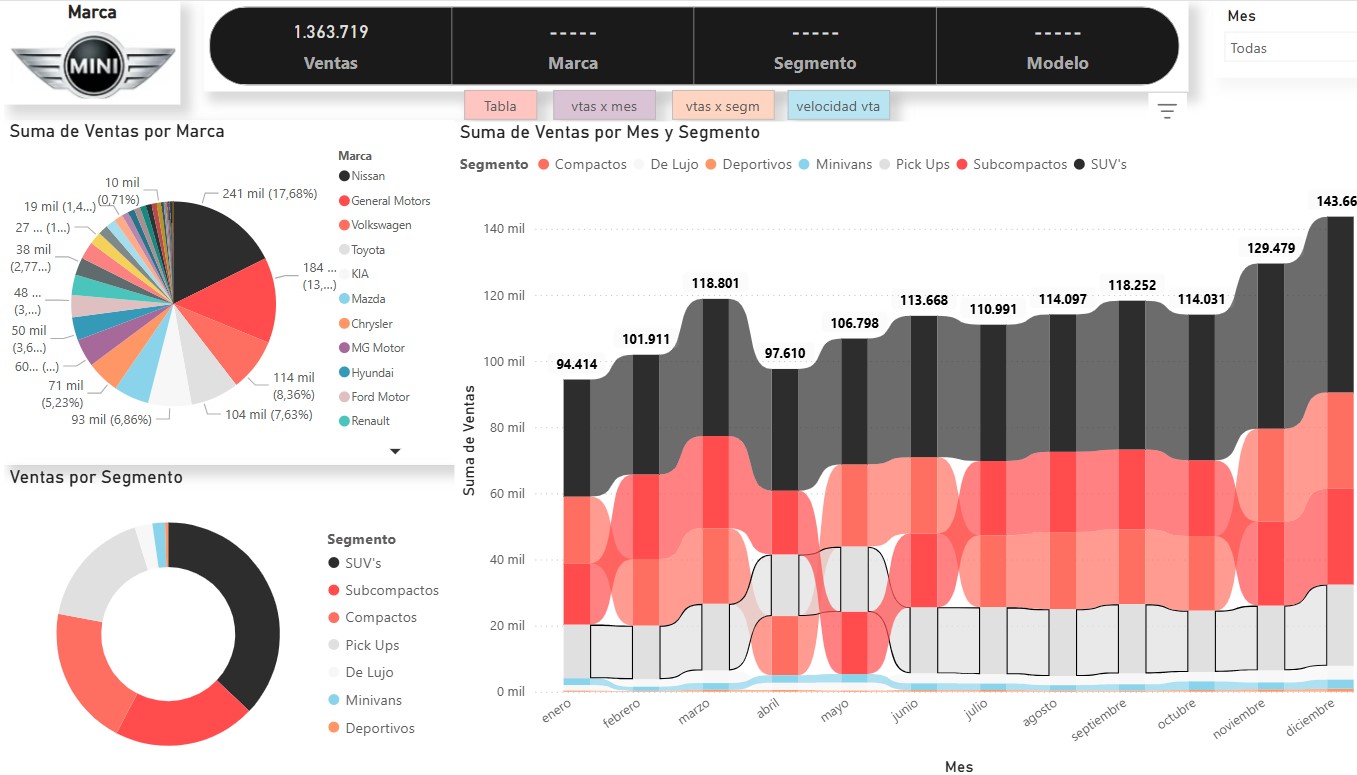 Marca
MINI
1.363.719
Ventas
-----
Marca
-----
Segmento
-----
Modelo
Mes
Todas
Tabla
vtas x mes
vtas x segm
velocidad vta
Suma de Ventas por Marca
241 mil (17,68%)
184 ...
(13,...)
114 mil
(8,36%)
104 mil (7,63%)
93 mil (6,86%)
71 mil
(5,23%)
60... (...)
50 mil
(3,6...)
48 ...
(3,...)
38 mil
(2,77...)
27 ... (1...)
19 mil (1,4...)
10 mil
(0,71%)
Marca
Nissan
General Motors
Volkswagen
Toyota
KIA
Mazda
Chrysler
MG Motor
Hyundai
Ford Motor
Renault
Ventas por Segmento
Segmento
SUV's
Subcompactos
Compactos
Pick Ups
De Lujo
Minivans
Deportivos
Suma de Ventas por Mes y Segmento
Segmento Compactos De Lujo Deportivos Minivans Pick Ups Subcompactos SUV's
Suma de Ventas
140 mil
120 mil
100 mil
80 mil
60 mil
40 mil
20 mil
0 mil
94.414
101.911
118.801
97.610
106.798
113.668
110.991
114.097
118.252
114.031
129.479
143.66
enero
febrero
marzo
abril
mayo
junio
julio
agosto
septiembre
octubre
noviembre
diciembre
Mes